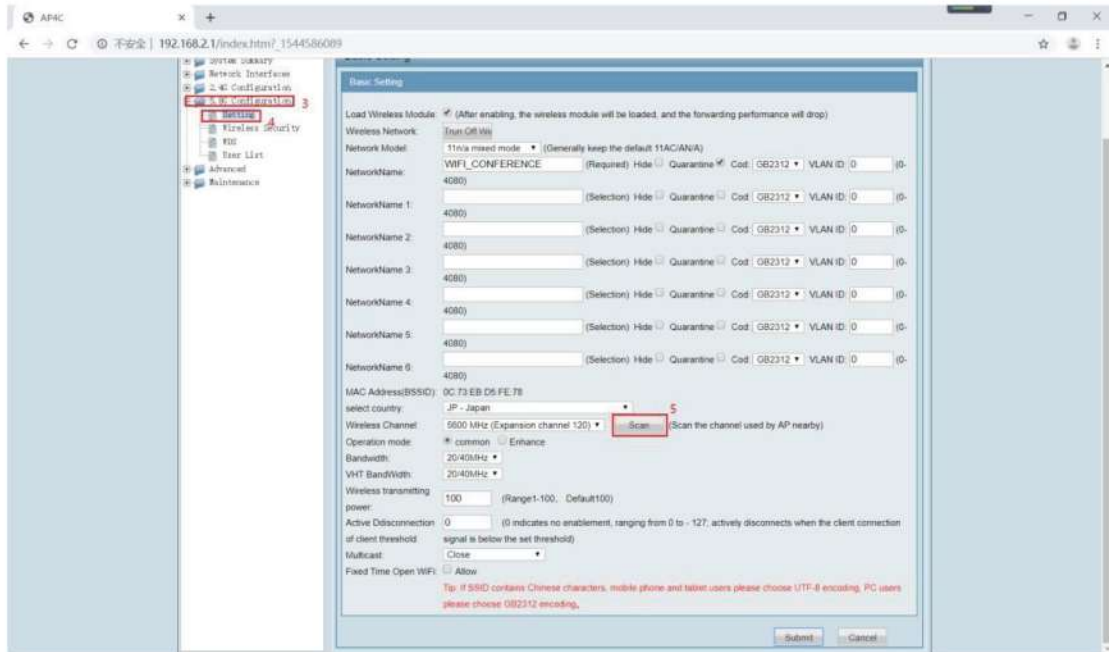 AP4C
不安全 | 192.168.2.1/index.htm?_1544586089
System Summary
Network Interfaces
2.4G Configuration
5.8G Configuration 3
Setting 4
Wireless Security
WDS
User List
Advanced
Maintenance
Basic Setting
Load Wireless Module: (After enabling, the wireless module will be loaded, and the forwarding performance will drop)
Wireless Network: Trun Off Wi
Network Model: 11n/a mixed mode (Generally keep the default 11AC/AN/A)
NetworkName: WIFI_CONFERENCE (Required) Hide Quarantine Cod: GB2312 VLAN ID: 0 (0-
4080)
NetworkName 1: (Selection) Hide Quarantine Cod: GB2312 VLAN ID: 0 (0-
4080)
NetworkName 2: (Selection) Hide Quarantine Cod: GB2312 VLAN ID: 0 (0-
4080)
NetworkName 3: (Selection) Hide Quarantine Cod: GB2312 VLAN ID: 0 (0-
4080)
NetworkName 4: (Selection) Hide Quarantine Cod: GB2312 VLAN ID: 0 (0-
4080)
NetworkName 5: (Selection) Hide Quarantine Cod: GB2312 VLAN ID: 0 (0-
4080)
NetworkName 6: (Selection) Hide Quarantine Cod: GB2312 VLAN ID: 0 (0-
4080)
MAC Address(BSSID): 0C:73:EB:D5:FE:78
select country: JP - Japan
5
Wireless Channel: 5600 MHz (Expansion channel 120) Scan (Scan the channel used by AP nearby)
Operation mode: common Enhance
Bandwidth: 20/40MHz
VHT BandWidth: 20/40MHz
Wireless transmitting
power: 100 (Range1-100, Default100)
Active Ddisconnection 0 (0 indicates no enablement, ranging from 0 to - 127, actively disconnects when the client connection
of client threshold signal is below the set threshold)
Multicast: Close
Fixed Time Open WiFi: Allow
Tip: If SSID contains Chinese characters, mobile phone and tablet users please choose UTF-8 encoding, PC users
please choose GB2312 encoding。
Submit Cancel